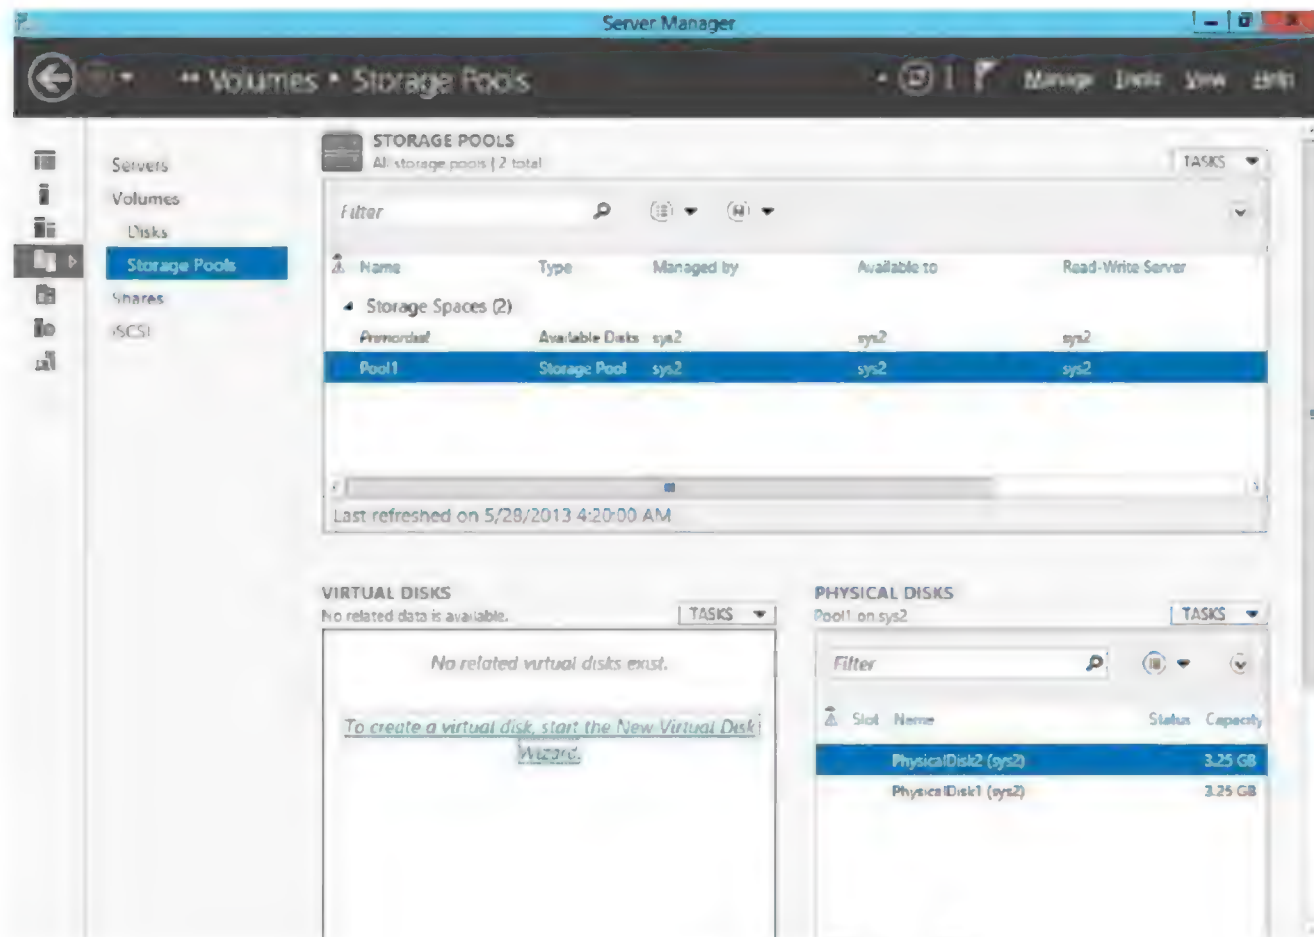 Server Manager
Volumes • Storage Pools
Manage Tools View Help
Servers
Volumes
Disks
Storage Pools
Shares
iSCSI
STORAGE POOLS
All storage pools | 2 total
TASKS
Filter
Name Type Managed by Available to Read-Write Server
Storage Spaces (2)
Primordial Available Disks sys2 sys2 sys2
Pool1 Storage Pool sys2 sys2 sys2
Last refreshed on 5/28/2013 4:20:00 AM
VIRTUAL DISKS
No related data is available.
TASKS
No related virtual disks exist.
To create a virtual disk, start the New Virtual Disk
Wizard.
PHYSICAL DISKS
Pool1 on sys2
TASKS
Filter
Slot Name Status Capacity
PhysicalDisk2 (sys2) 3.25 GB
PhysicalDisk1 (sys2) 3.25 GB